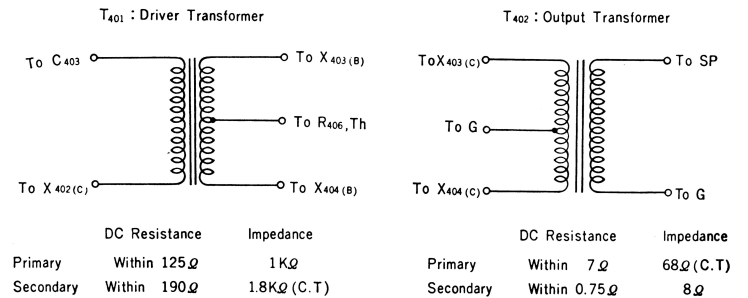 T401 : Driver Transformer
To C403
To X403(B)
To R406, Th
To X402(C)
To X404(B)
DC Resistance Impedance
Primary Within 125Ω 1KΩ
Secondary Within 190Ω 1.8KΩ (C.T)
T402 : Output Transformer
To X403(C)
To SP
To G
To X404(C)
To G
DC Resistance Impedance
Primary Within 7Ω 68Ω (C.T)
Secondary Within 0.75Ω 8Ω